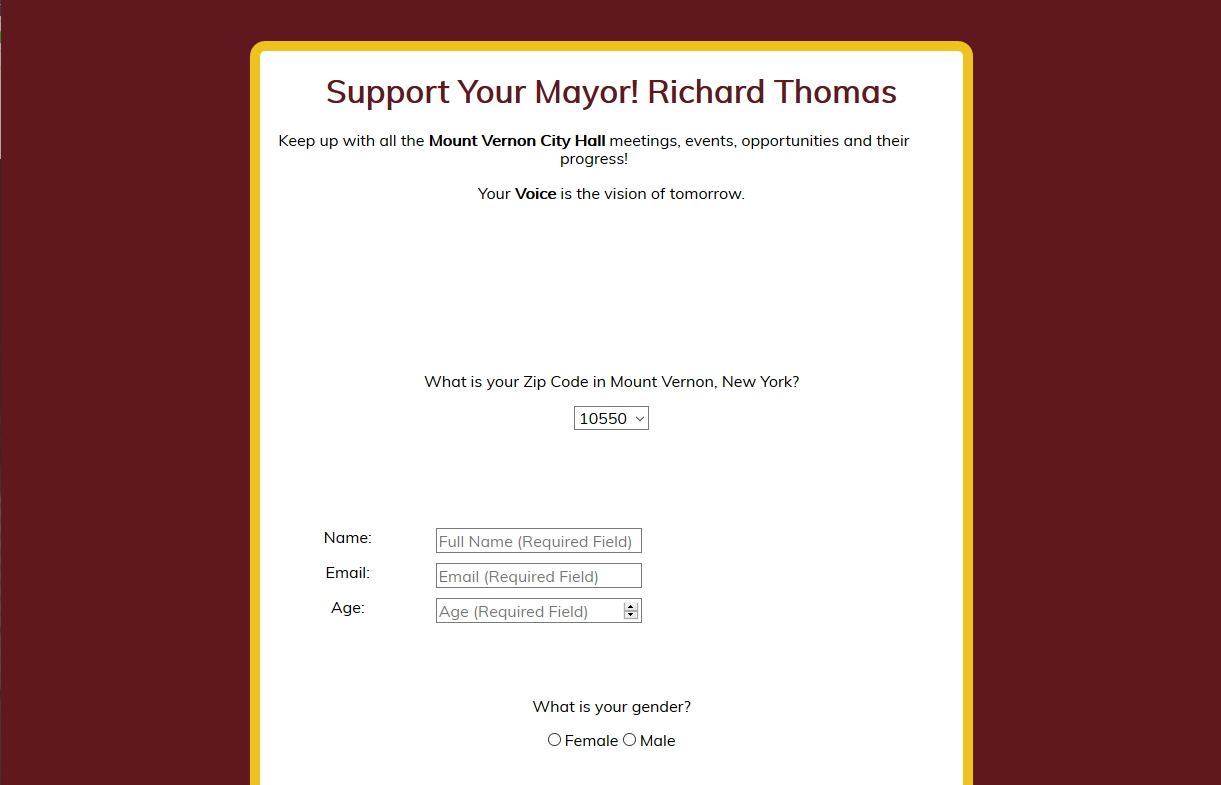 Support Your Mayor! Richard Thomas
Keep up with all the Mount Vernon City Hall meetings, events, opportunities and their
progress!
Your Voice is the vision of tomorrow.
What is your Zip Code in Mount Vernon, New York?
10550
Name: Full Name (Required Field)
Email: Email (Required Field)
Age: Age (Required Field)
What is your gender?
Female Male